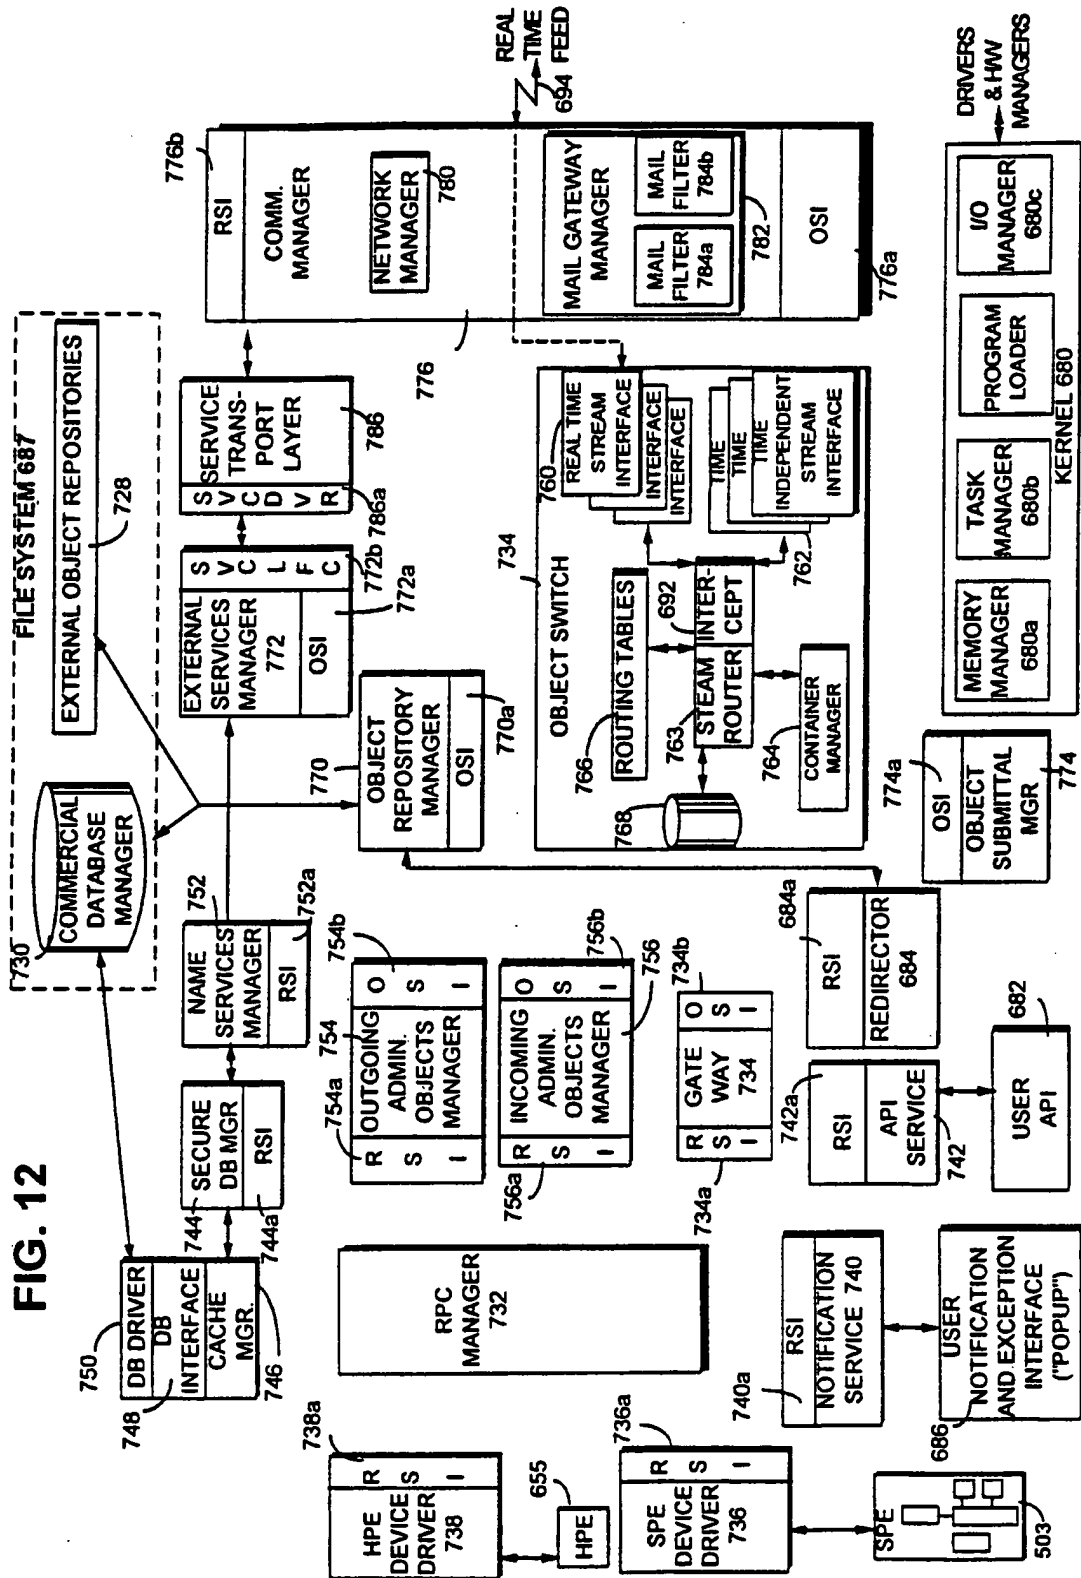 FIG. 12
FILE SYSTEM 687
730
COMMERCIAL
DATABASE
MANAGER
EXTERNAL OBJECT REPOSITORIES
728
750
DB DRIVER
DB
INTERFACE
CACHE
MGR.
748
746
744
SECURE
DB MGR
RSI
744a
NAME
SERVICES
MANAGER
RSI
752
752a
EXTERNAL
SERVICES
MANAGER
772
OSI
S
V
C
L
F
C
772b
772a
S
V
C
D
V
R
786a
SERVICE
TRANS-
PORT
LAYER
786
RSI
776b
COMM.
MANAGER
NETWORK
MANAGER
780
MAIL GATEWAY
MANAGER
MAIL
FILTER
784a
MAIL
FILTER
784b
782
OSI
776a
776
REAL
TIME
FEED
694
738a
HPE
DEVICE
DRIVER
738
R
S
I
655
HPE
736a
SPE
DEVICE
DRIVER
736
R
S
I
SPE
503
RPC
MANAGER
732
754a
754
754b
R
S
I
OUTGOING
ADMIN.
OBJECTS
MANAGER
O
S
I
756a
R
S
I
INCOMING
ADMIN.
OBJECTS
MANAGER
O
S
I
756b
756
734a
R
S
I
GATE
WAY
734
O
S
I
734b
770
OBJECT
REPOSITORY
MANAGER
OSI
770a
734
OBJECT SWITCH
768
766
ROUTING TABLES
763
STEAM
ROUTER
692
INTER-
CEPT
764
CONTAINER
MANAGER
760
REAL TIME
STREAM
INTERFACE
INTERFACE
INTERFACE
762
TIME
TIME
TIME
INDEPENDENT
STREAM
INTERFACE
740a
RSI
NOTIFICATION
SERVICE 740
686
USER
NOTIFICATION
AND EXCEPTION
INTERFACE
("POPUP")
742a
RSI
API
SERVICE
742
682
USER
API
684a
RSI
REDIRECTOR
684
774a
OSI
OBJECT
SUBMITTAL
MGR
774
MEMORY
MANAGER
680a
TASK
MANAGER
680b
PROGRAM
LOADER
I/O
MANAGER
680c
KERNEL 680
DRIVERS
& H/W
MANAGERS